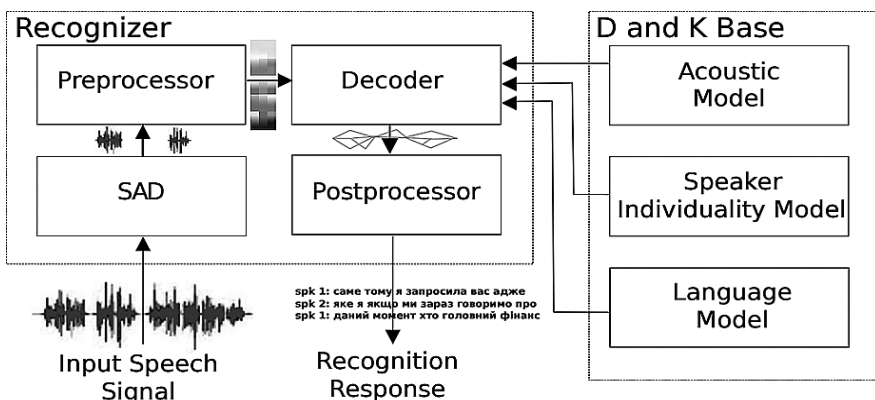 Recognizer
D and K Base
Preprocessor
Decoder
Acoustic
Model
SAD
Postprocessor
Speaker
Individuality Model
spk 1: саме тому я запросила вас адже
spk 2: яке я якщо ми зараз говоримо про
spk 1: даний момент хто головний фінанс
Language
Model
Input Speech
Signal
Recognition
Response